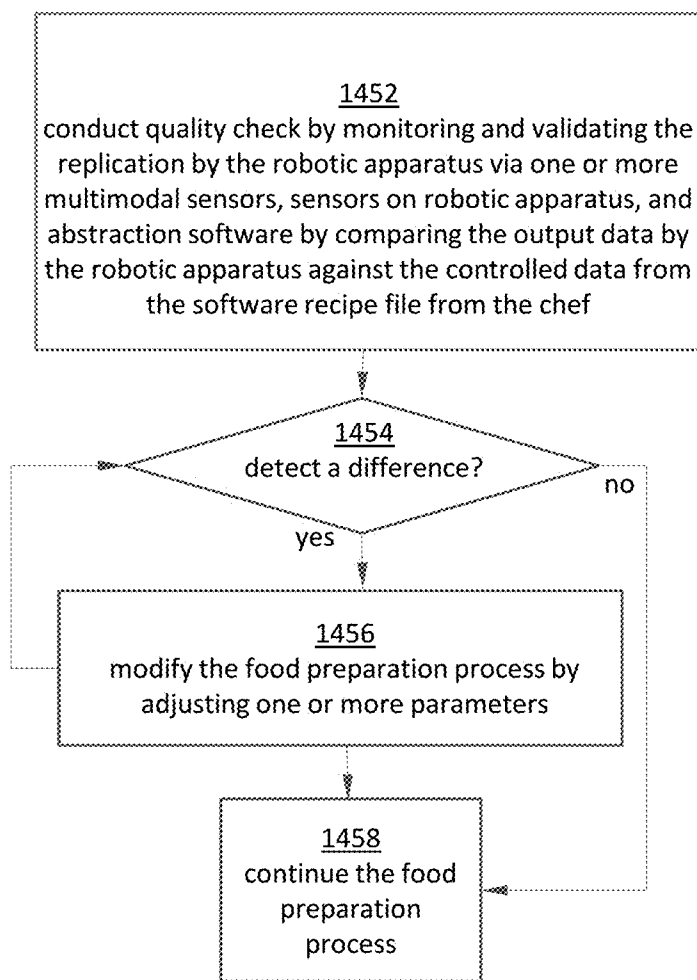 1452
conduct quality check by monitoring and validating the
replication by the robotic apparatus via one or more
multimodal sensors, sensors on robotic apparatus, and
abstraction software by comparing the output data by
the robotic apparatus against the controlled data from
the software recipe file from the chef
1454
detect a difference?
no
yes
1456
modify the food preparation process by
adjusting one or more parameters
1458
continue the food
preparation
process